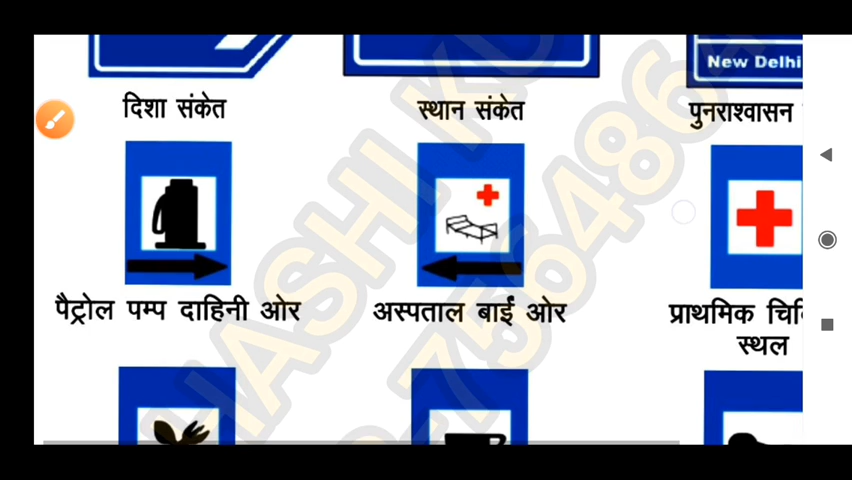 New Delhi
दिशा संकेत
स्थान संकेत
पुनराश्वासन
पैट्रोल पम्प दाहिनी ओर
अस्पताल बाईं ओर
प्राथमिक
स्थल